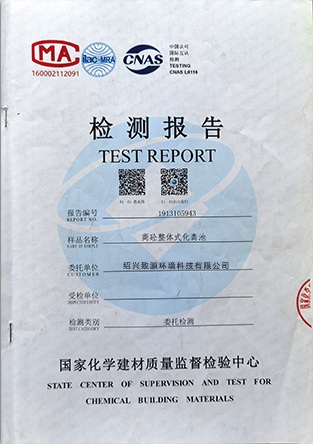 MA
160002112091
ilac-MRA
CNAS
中国认可
国际互认
检测
TESTING
CNAS L0116
检测报告
TEST REPORT
报告编号
REPORT NO.
1913105943
样品名称
商砼整体式化粪池
委托单位
CUSTOMER
绍兴致源环境科技有限公司
受检单位
/
检测类别
TEST CATEGORY
委托检测
国家化学建材质量监督检验中心
STATE CENTER OF SUPERVISION AND TEST FOR
CHEMICAL BUILDING MATERIALS